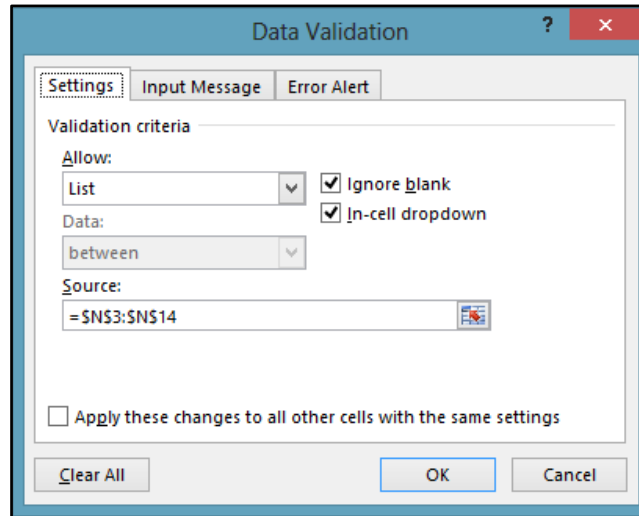 Data Validation
?
Settings
Input Message
Error Alert
Validation criteria
Allow:
List
Ignore blank
In-cell dropdown
Data:
between
Source:
=$N$3:$N$14
Apply these changes to all other cells with the same settings
Clear All
OK
Cancel